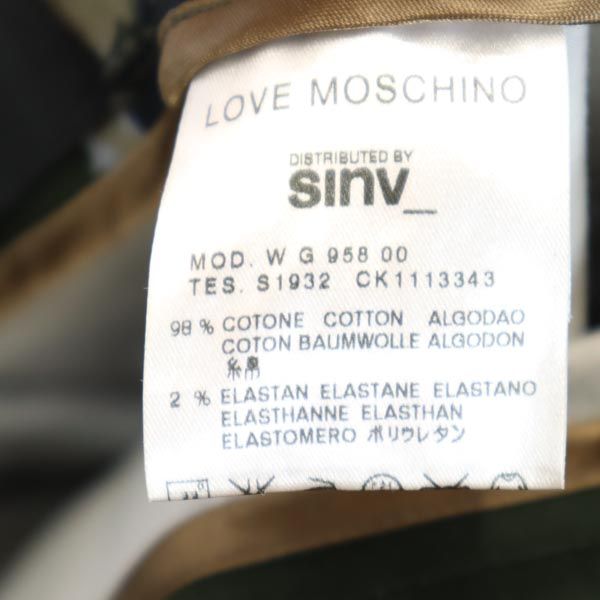 LOVE MOSCHINO
DISTRIBUTED BY
sinv_
MOD. W G 958 00
TES. S1932 CK1113343
98 % COTONE COTTON ALGODAO
COTON BAUMWOLLE ALGODON
綿
2 % ELASTAN ELASTANE ELASTANO
ELASTHANNE ELASTHAN
ELASTOMERO ポリウレタン